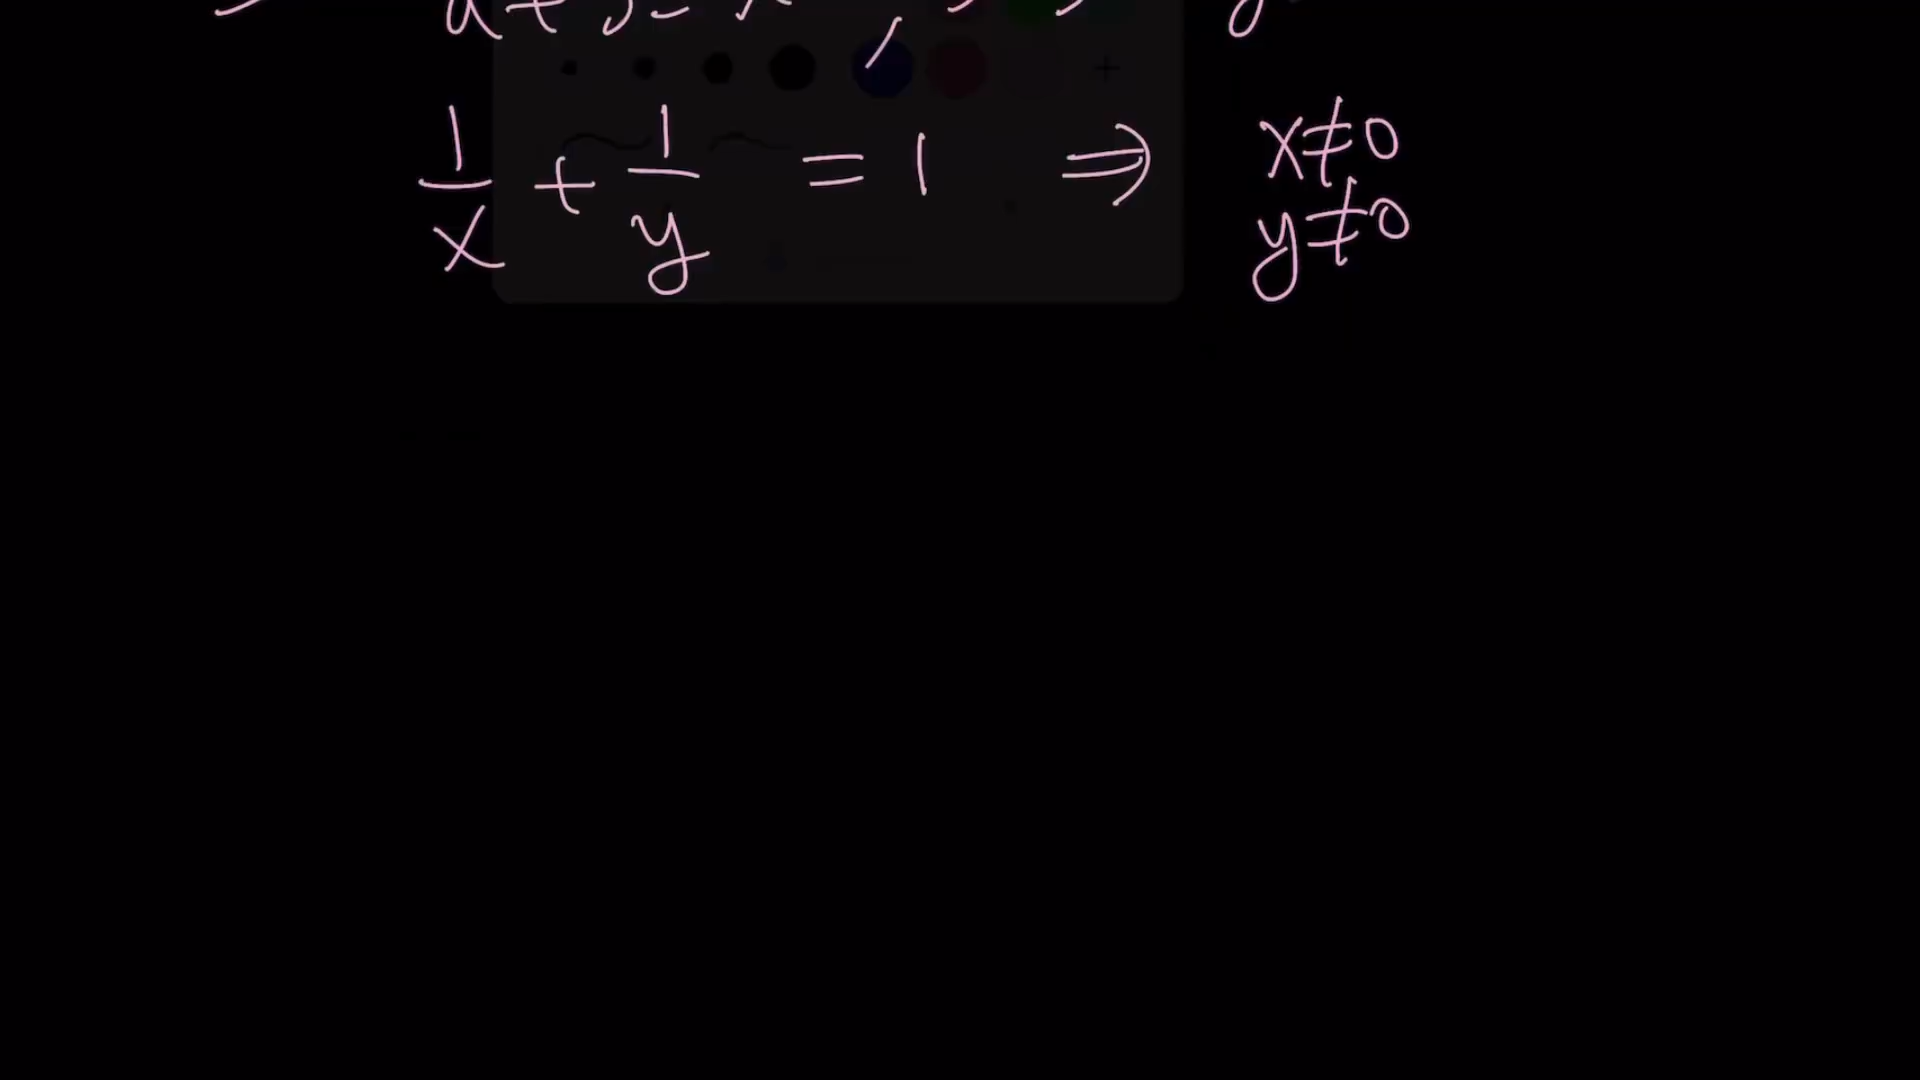 1/x + 1/y = 1 ⇒ x≠0
y≠0